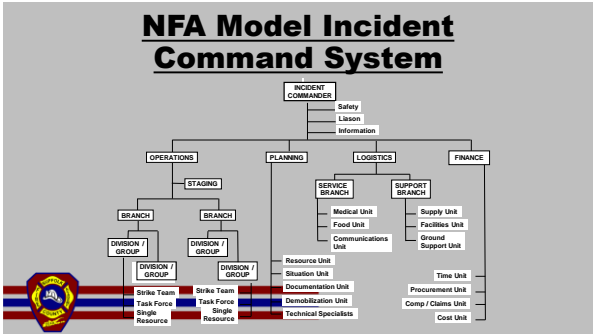 NFA Model Incident
Command System
INCIDENT
COMMANDER
Safety
Liason
Information
OPERATIONS
PLANNING
LOGISTICS
FINANCE
STAGING
SERVICE
BRANCH
SUPPORT
BRANCH
BRANCH
BRANCH
Medical Unit
Food Unit
Communications
Unit
Supply Unit
Facilities Unit
Ground
Support Unit
DIVISION /
GROUP
DIVISION /
GROUP
DIVISION /
GROUP
DIVISION /
GROUP
Strike Team
Task Force
Single
Resource
Strike Team
Task Force
Single
Resource
Resource Unit
Situation Unit
Documentation Unit
Demobilization Unit
Technical Specialists
Time Unit
Procurement Unit
Comp / Claims Unit
Cost Unit
SUFFOLK
COUNTY